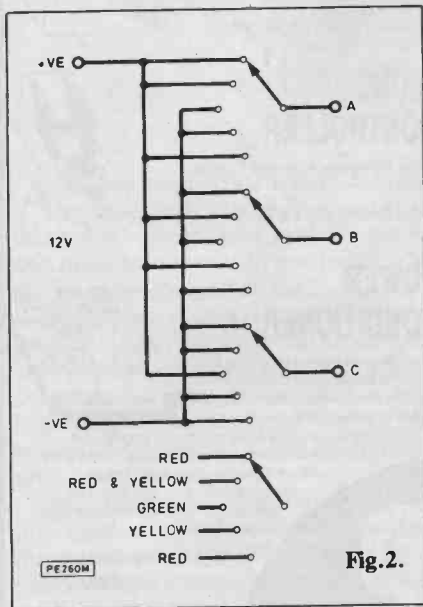 +VE
A
B
12V
C
-VE
RED
RED & YELLOW
GREEN
YELLOW
RED
PE260M
Fig.2.